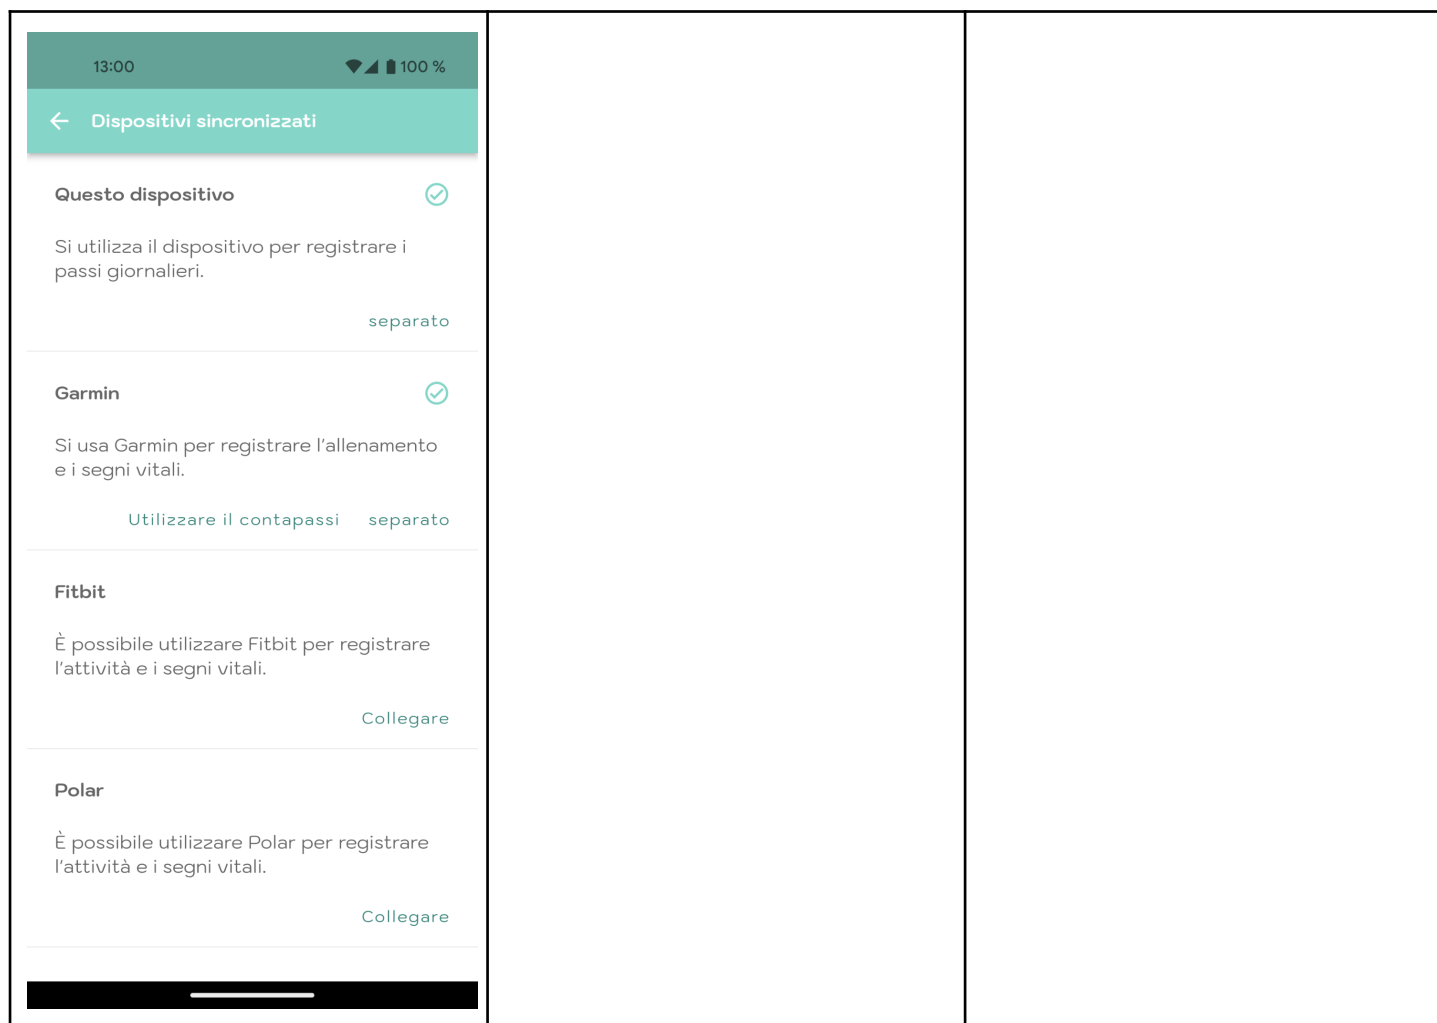 13:00 100 %
Dispositivi sincronizzati
Questo dispositivo
Si utilizza il dispositivo per registrare i
passi giornalieri.
separato
Garmin
Si usa Garmin per registrare l'allenamento
e i segni vitali.
Utilizzare il contapassi separato
Fitbit
È possibile utilizzare Fitbit per registrare
l'attività e i segni vitali.
Collegare
Polar
È possibile utilizzare Polar per registrare
l'attività e i segni vitali.
Collegare